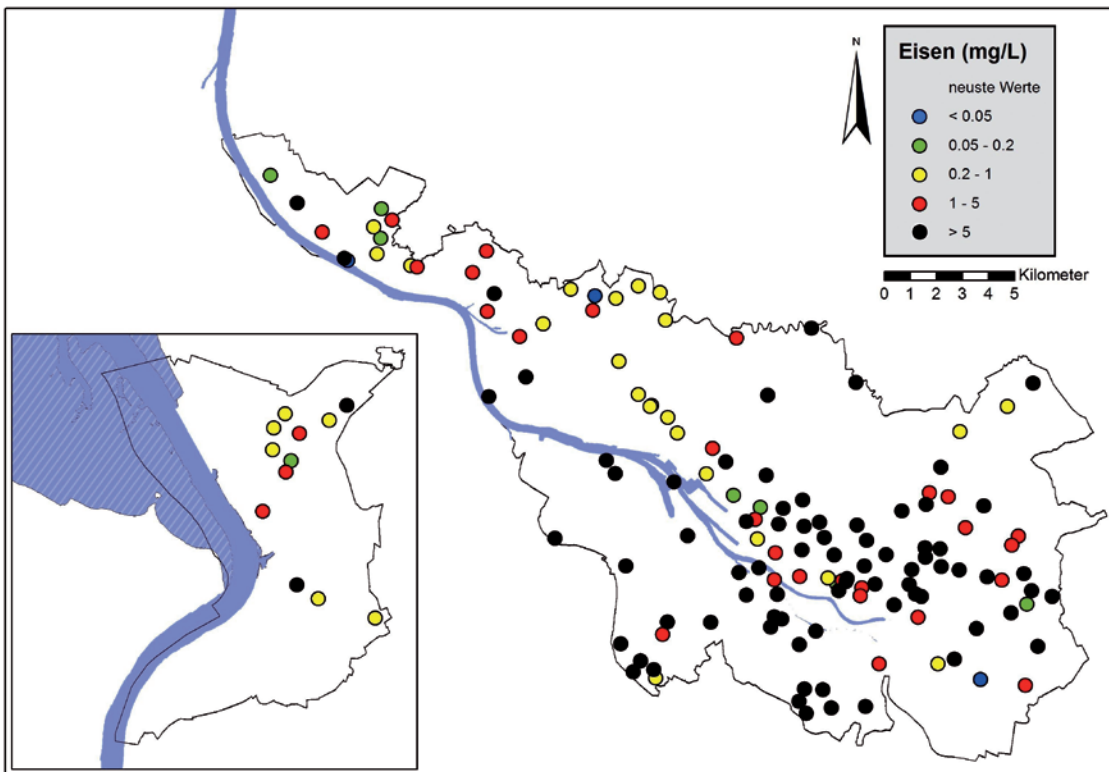 N
Eisen (mg/L)
neuste Werte
< 0.05
0.05 - 0.2
0.2 - 1
1 - 5
> 5
Kilometer
0 1 2 3 4 5